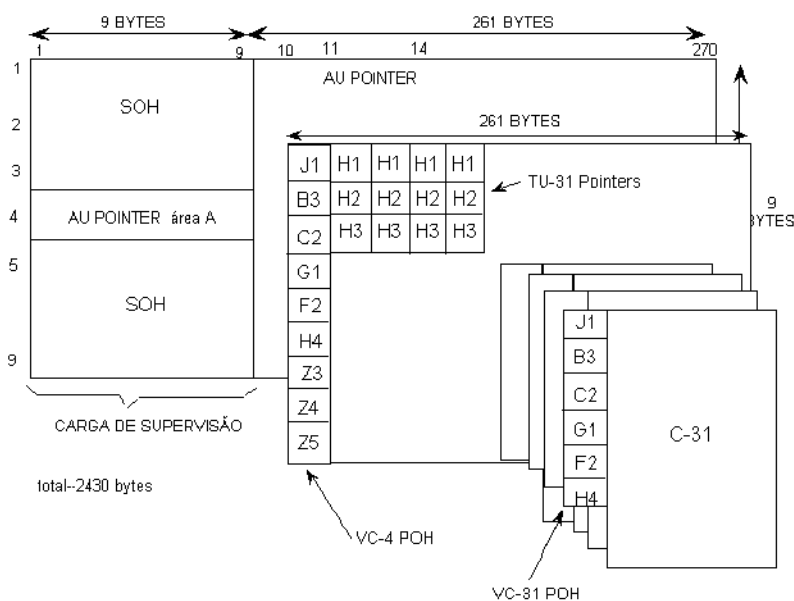 9 BYTES 261 BYTES
1 9 10 11 14 270
1
2
3
4
5
9
SOH
AU POINTER
261 BYTES
J1 H1 H1 H1 H1
B3 H2 H2 H2 H2
C2 H3 H3 H3 H3
G1
F2
H4
Z3
Z4
Z5
TU-31 Pointers
9
BYTES
AU POINTER área A
SOH
J1
B3
C2
G1
F2
H4
C-31
CARGA DE SUPERVISÃO
total--2430 bytes
VC-4 POH
VC-31 POH